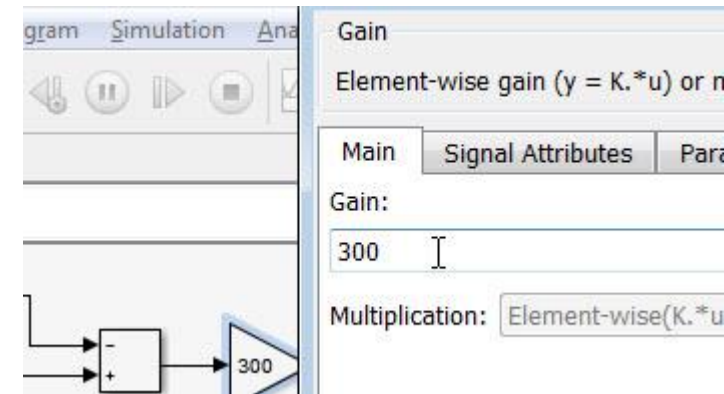 gram Simulation Ana
Gain
Element-wise gain (y = K.*u) or m
Main Signal Attributes Para
Gain:
300
Multiplication: Element-wise(K.*u
-
+
300